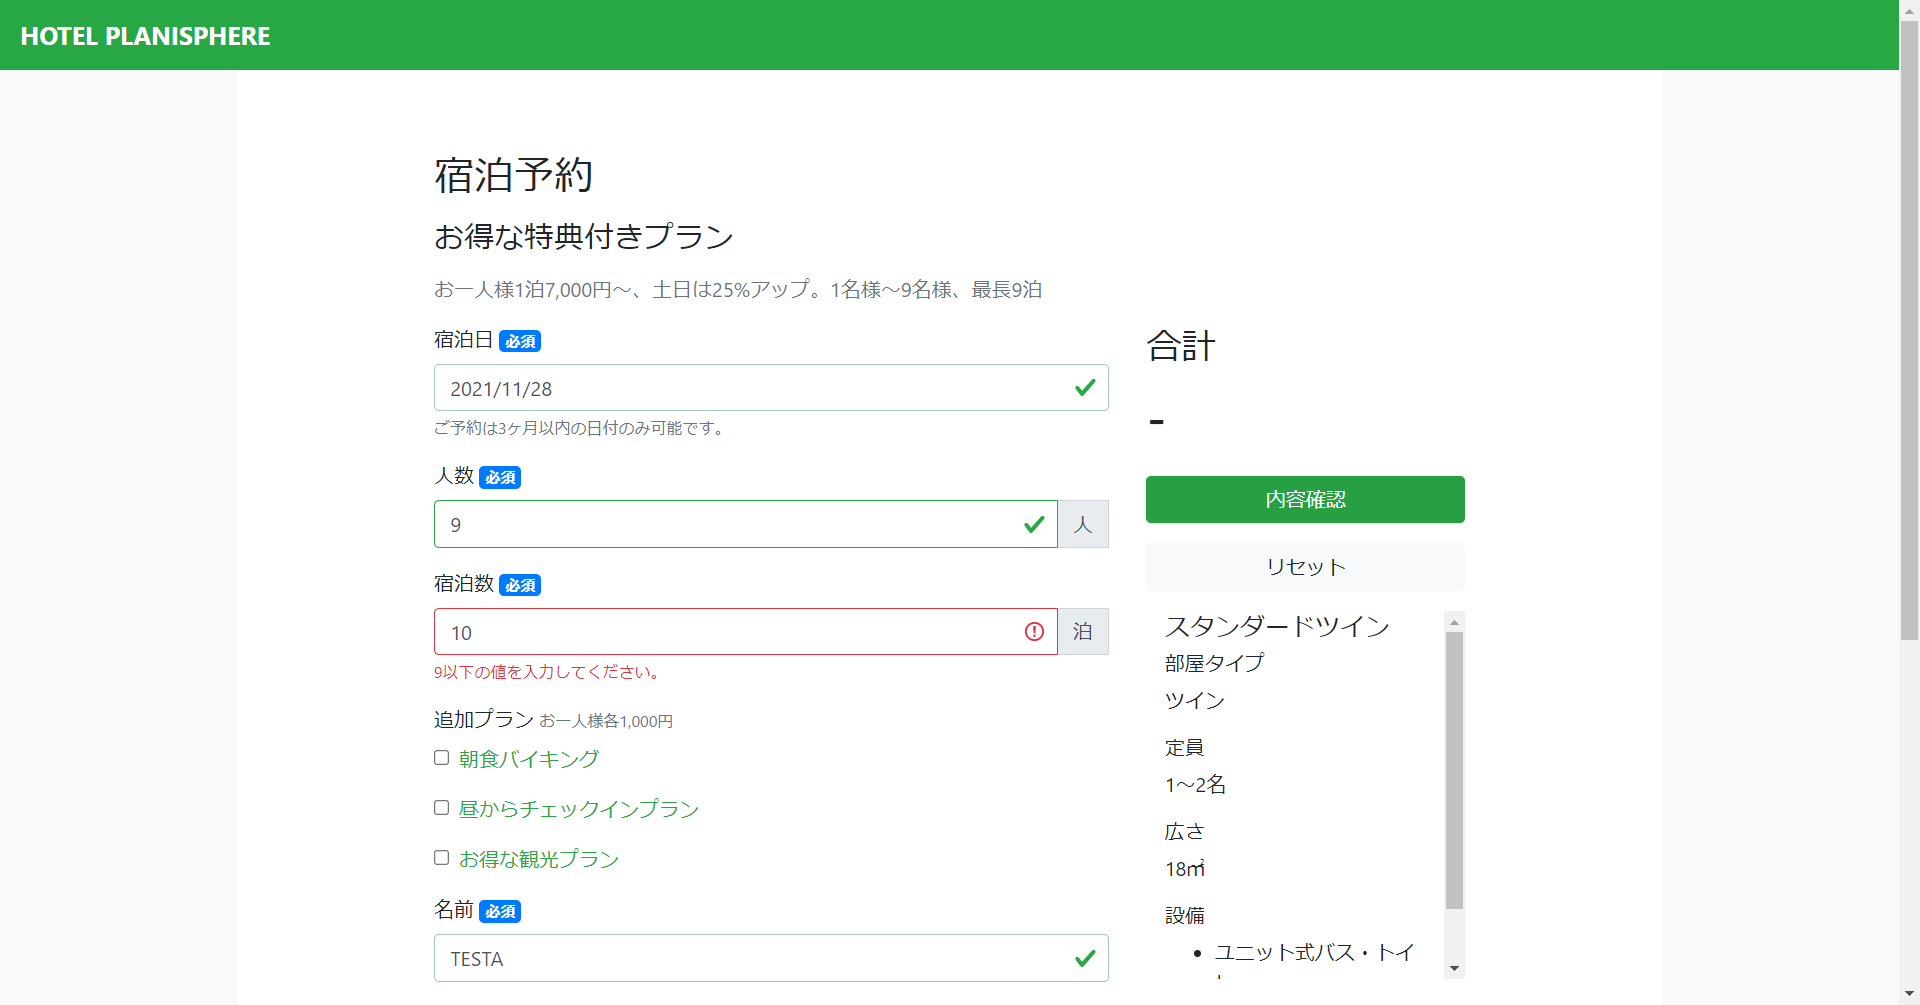 HOTEL PLANISPHERE
宿泊予約
お得な特典付きプラン
お一人様1泊7,000円～、土日は25%アップ。1名様～9名様、最長9泊
宿泊日 必須
2021/11/28
ご予約は3ヶ月以内の日付のみ可能です。
人数 必須
9 人
宿泊数 必須
10 泊
9以下の値を入力してください。
追加プラン お一人様各1,000円
朝食バイキング
昼からチェックインプラン
お得な観光プラン
名前 必須
TESTA
合計
-
内容確認
リセット
スタンダードツイン
部屋タイプ
ツイン
定員
1～2名
広さ
18㎡
設備
• ユニット式バス・トイ